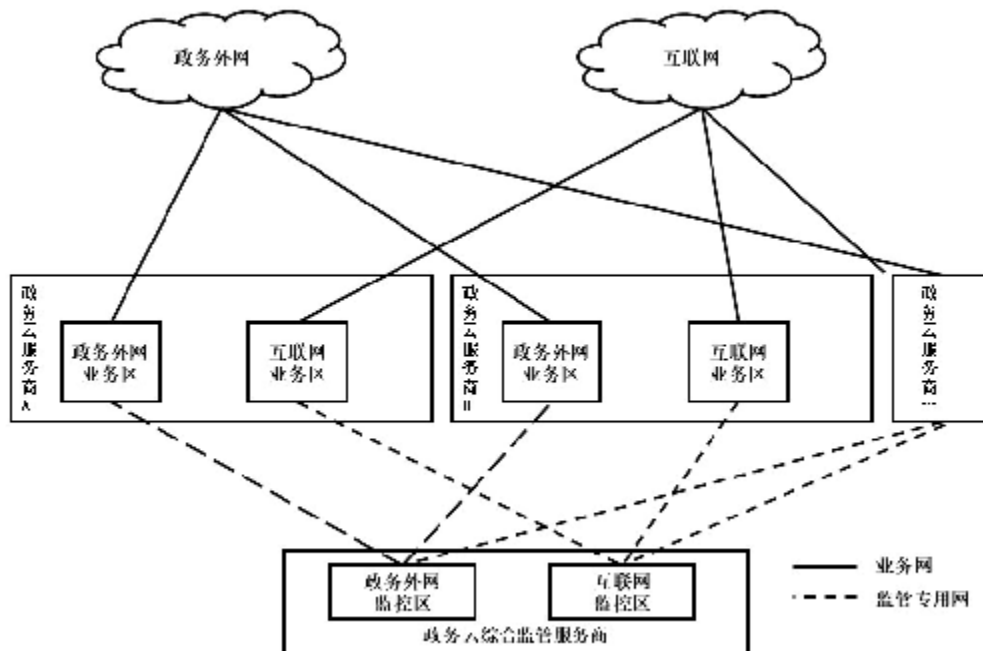 政务外网
互联网
政务云服务商A
政务外网
业务区
互联网
业务区
政务云服务商B
政务外网
业务区
互联网
业务区
政务云服务商…
政务外网
监控区
互联网
监控区
政务云综合监管服务商
业务网
监管专用网